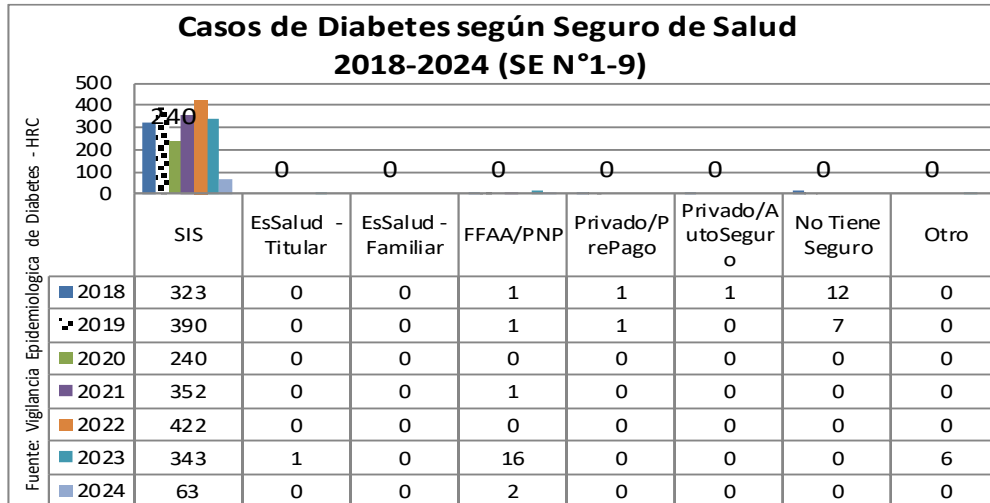 Casos de Diabetes según Seguro de Salud
2018-2024 (SE N°1-9)
Fuente: Vigilancia Epidemiologica de Diabetes - HRC
500
400
300
200
100
0
240 0 0 0 0 0 0 0
SIS EsSalud - Titular EsSalud - Familiar FFAA/PNP Privado/P rePago Privado/A utoSegur o No Tiene Seguro Otro
2018 323 0 0 1 1 1 12 0
2019 390 0 0 1 1 0 7 0
2020 240 0 0 0 0 0 0 0
2021 352 0 0 1 0 0 0 0
2022 422 0 0 0 0 0 0 0
2023 343 1 0 16 0 0 0 6
2024 63 0 0 2 0 0 0 0